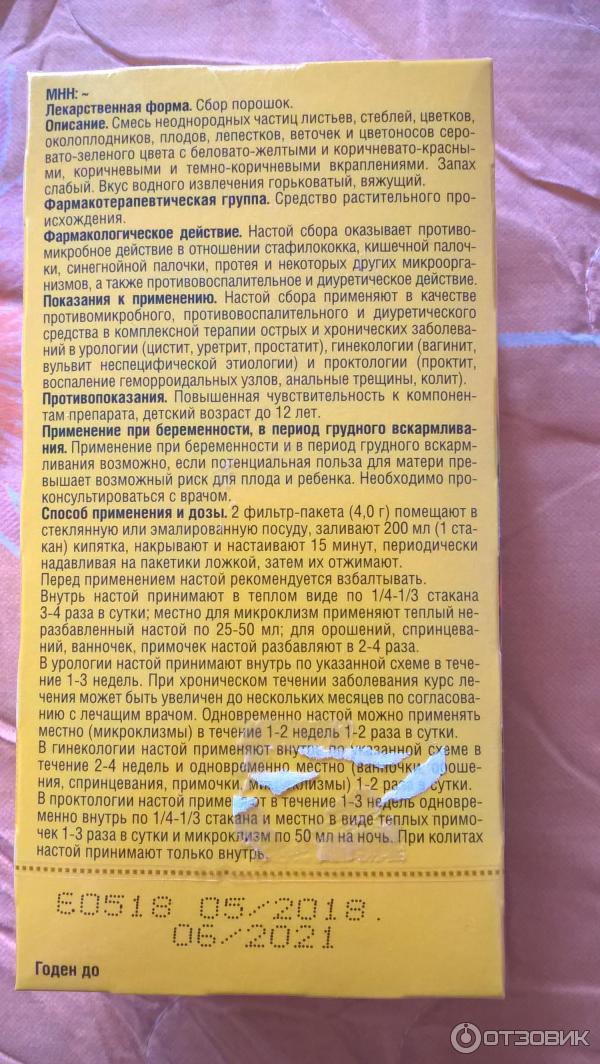 МНН: ~
Лекарственная форма. Сбор порошок.
Описание. Смесь неоднородных частиц листьев, стеблей, цветков,
околоплодников, плодов, лепестков, веточек и цветоносов серо-
вато-зеленого цвета с беловато-желтыми и коричневато-красны-
ми, коричневыми и темно-коричневыми вкраплениями. Запах
слабый. Вкус водного извлечения горьковатый, вяжущий.
Фармакотерапевтическая группа. Средство растительного про-
исхождения.
Фармакологическое действие. Настой сбора оказывает противо-
микробное действие в отношении стафилококка, кишечной палоч-
ки, синегнойной палочки, протея и некоторых других микроорга-
низмов, а также противовоспалительное и диуретическое действие.
Показания к применению. Настой сбора применяют в качестве
противомикробного, противовоспалительного и диуретического
средства в комплексной терапии острых и хронических заболева-
ний в урологии (цистит, уретрит, простатит), гинекологии (вагинит,
вульвит неспецифической этиологии) и проктологии (проктит,
воспаление геморроидальных узлов, анальные трещины, колит).
Противопоказания. Повышенная чувствительность к компонен-
там препарата, детский возраст до 12 лет.
Применение при беременности, в период грудного вскармлива-
ния. Применение при беременности и в период грудного вскарм-
ливания возможно, если потенциальная польза для матери пре-
вышает возможный риск для плода и ребенка. Необходимо про-
консультироваться с врачом.
Способ применения и дозы. 2 фильтр-пакета (4,0 г) помещают в
стеклянную или эмалированную посуду, заливают 200 мл (1 ста-
кан) кипятка, накрывают и настаивают 15 минут, периодически
надавливая на пакетики ложкой, затем их отжимают.
Перед применением настой рекомендуется взбалтывать.
Внутрь настой принимают в теплом виде по 1/4-1/3 стакана
3-4 раза в сутки; местно для микроклизм применяют теплый не-
разбавленный настой по 25-50 мл; для орошений, спринцева-
ний, ванночек, примочек настой разбавляют в 2-4 раза.
В урологии настой принимают внутрь по указанной схеме в тече-
ние 1-3 недель. При хроническом течении заболевания курс ле-
чения может быть увеличен до нескольких месяцев по согласова-
нию с лечащим врачом. Одновременно настой можно применять
местно (микроклизмы) в течение 1-2 недель 1-2 раза в сутки.
В гинекологии настой применяют внутрь по указанной схеме в
течение 2-4 недель и одновременно местно (ванночки, ороше-
ния, спринцевания, примочки, микроклизмы) 1-2 раза в сутки.
В проктологии настой применяют в течение 1-3 недель одновре-
менно внутрь по 1/4-1/3 стакана и местно в виде теплых примо-
чек 1-3 раза в сутки и микроклизм по 50 мл на ночь. При колитах
настой принимают только внутрь.
E0518 05/2018.
06/2021
Годен до
ОТЗОВИК